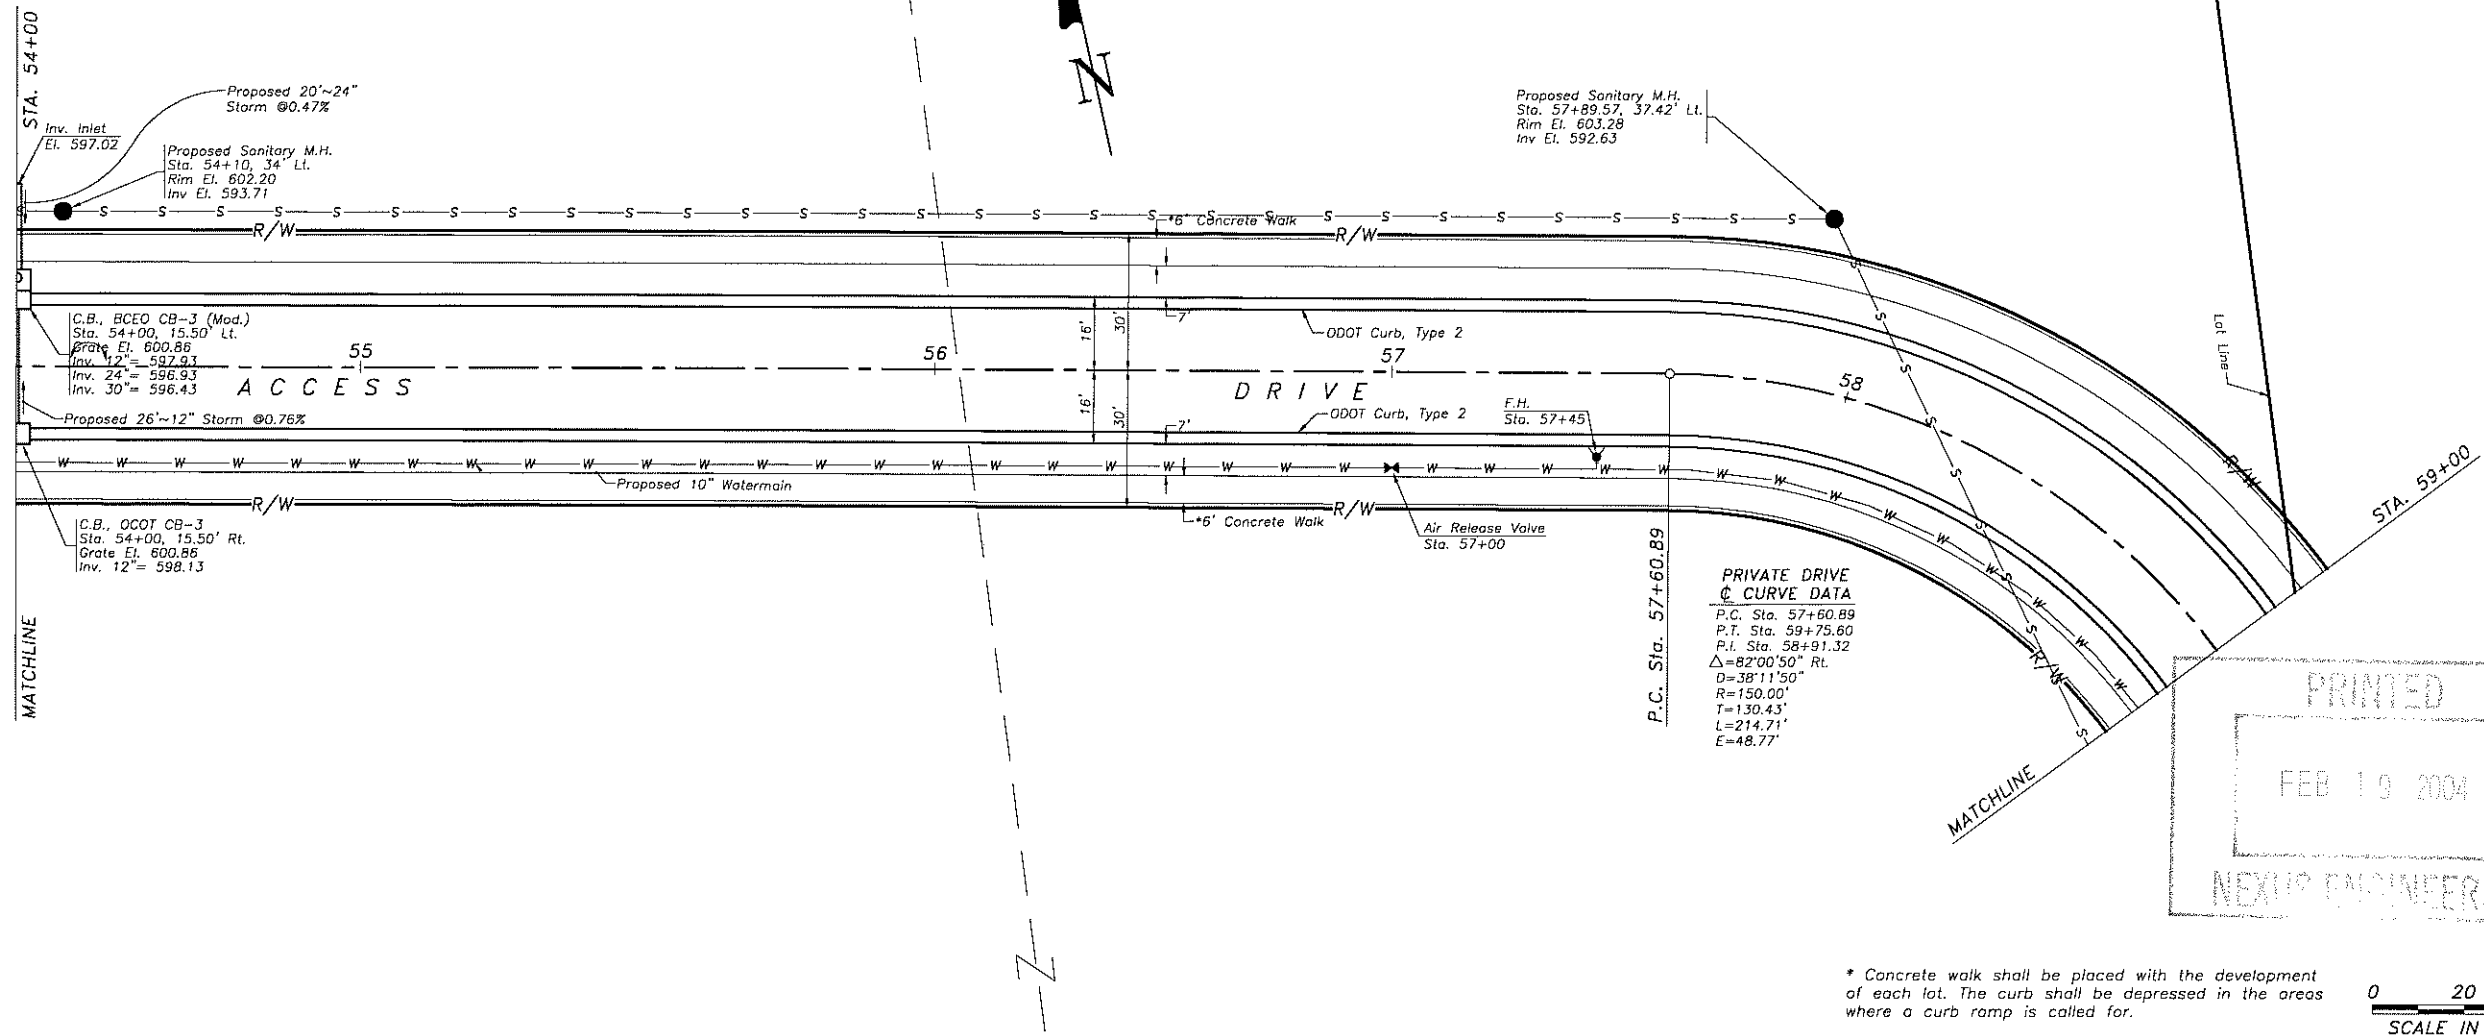 STA. 54+00
Proposed 20'~24"
Storm @0.47%
Inv. Inlet
El. 597.02
Proposed Sanitary M.H.
Sta. 54+10, 34' Lt.
Rim El. 602.20
Inv El. 593.71
N
Proposed Sanitary M.H.
Sta. 57+89.57, 37.42' Lt.
Rim El. 603.28
Inv El. 592.63
S S S S S S S S S S S S S S S S S S S S S S S S S S S S S S
R/W
*6' Concrete Walk
R/W
C.B., BCEO CB-3 (Mod.)
Sta. 54+00, 15.50' Lt.
Grate El. 600.86
Inv. 12"= 597.93
Inv. 24"= 596.93
Inv. 30"= 596.43
16'
30'
7'
ODOT Curb, Type 2
55
56
57
58
ACCESS DRIVE
Lot Line
Proposed 26'~12" Storm @0.76%
16'
30'
7'
ODOT Curb, Type 2
F.H.
Sta. 57+45
W W W W W W W W W W W W W W W W W W W W W W W W W W W W
Proposed 10" Watermain
R/W
*6' Concrete Walk
R/W
Air Release Valve
Sta. 57+00
C.B., OCOT CB-3
Sta. 54+00, 15.50' Rt.
Grate El. 600.86
Inv. 12"= 598.13
MATCHLINE
P.C. Sta. 57+60.89
PRIVATE DRIVE
℄ CURVE DATA
P.C. Sta. 57+60.89
P.T. Sta. 59+75.60
P.I. Sta. 58+91.32
△=82°00'50" Rt.
D=38°11'50"
R=150.00'
T=130.43'
L=214.71'
E=48.77'
R/W
R/W
STA. 59+00
MATCHLINE
PRINTED
FEB 19 2004
NEXUS ENGINEER
* Concrete walk shall be placed with the development
of each lot. The curb shall be depressed in the areas
where a curb ramp is called for.
0 20
SCALE IN